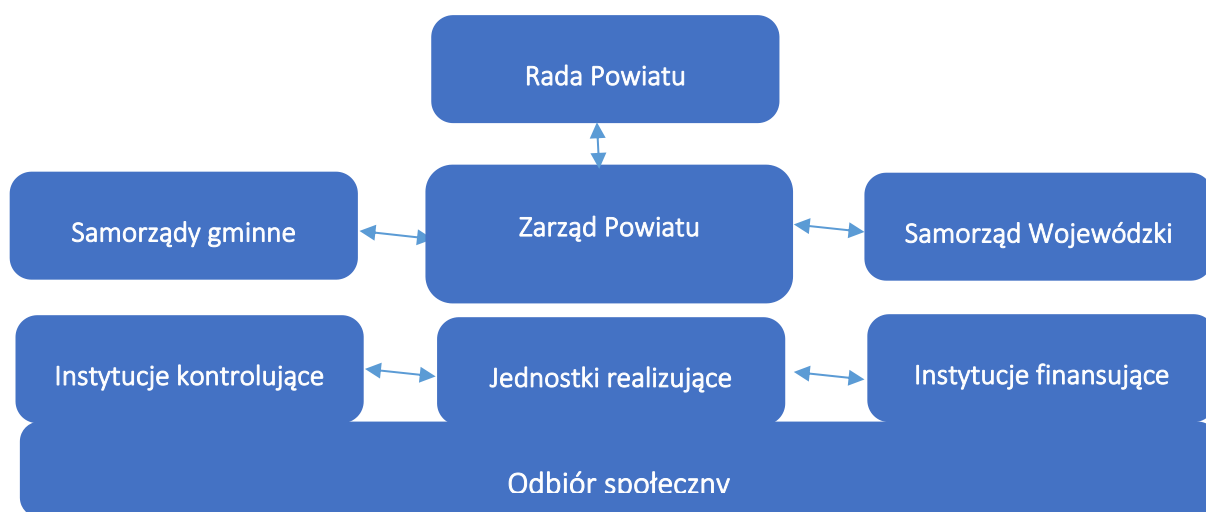 Rada Powiatu
Samorządy gminne
Zarząd Powiatu
Samorząd Wojewódzki
Instytucje kontrolujące
Jednostki realizujące
Instytucje finansujące
Odbiór społeczny